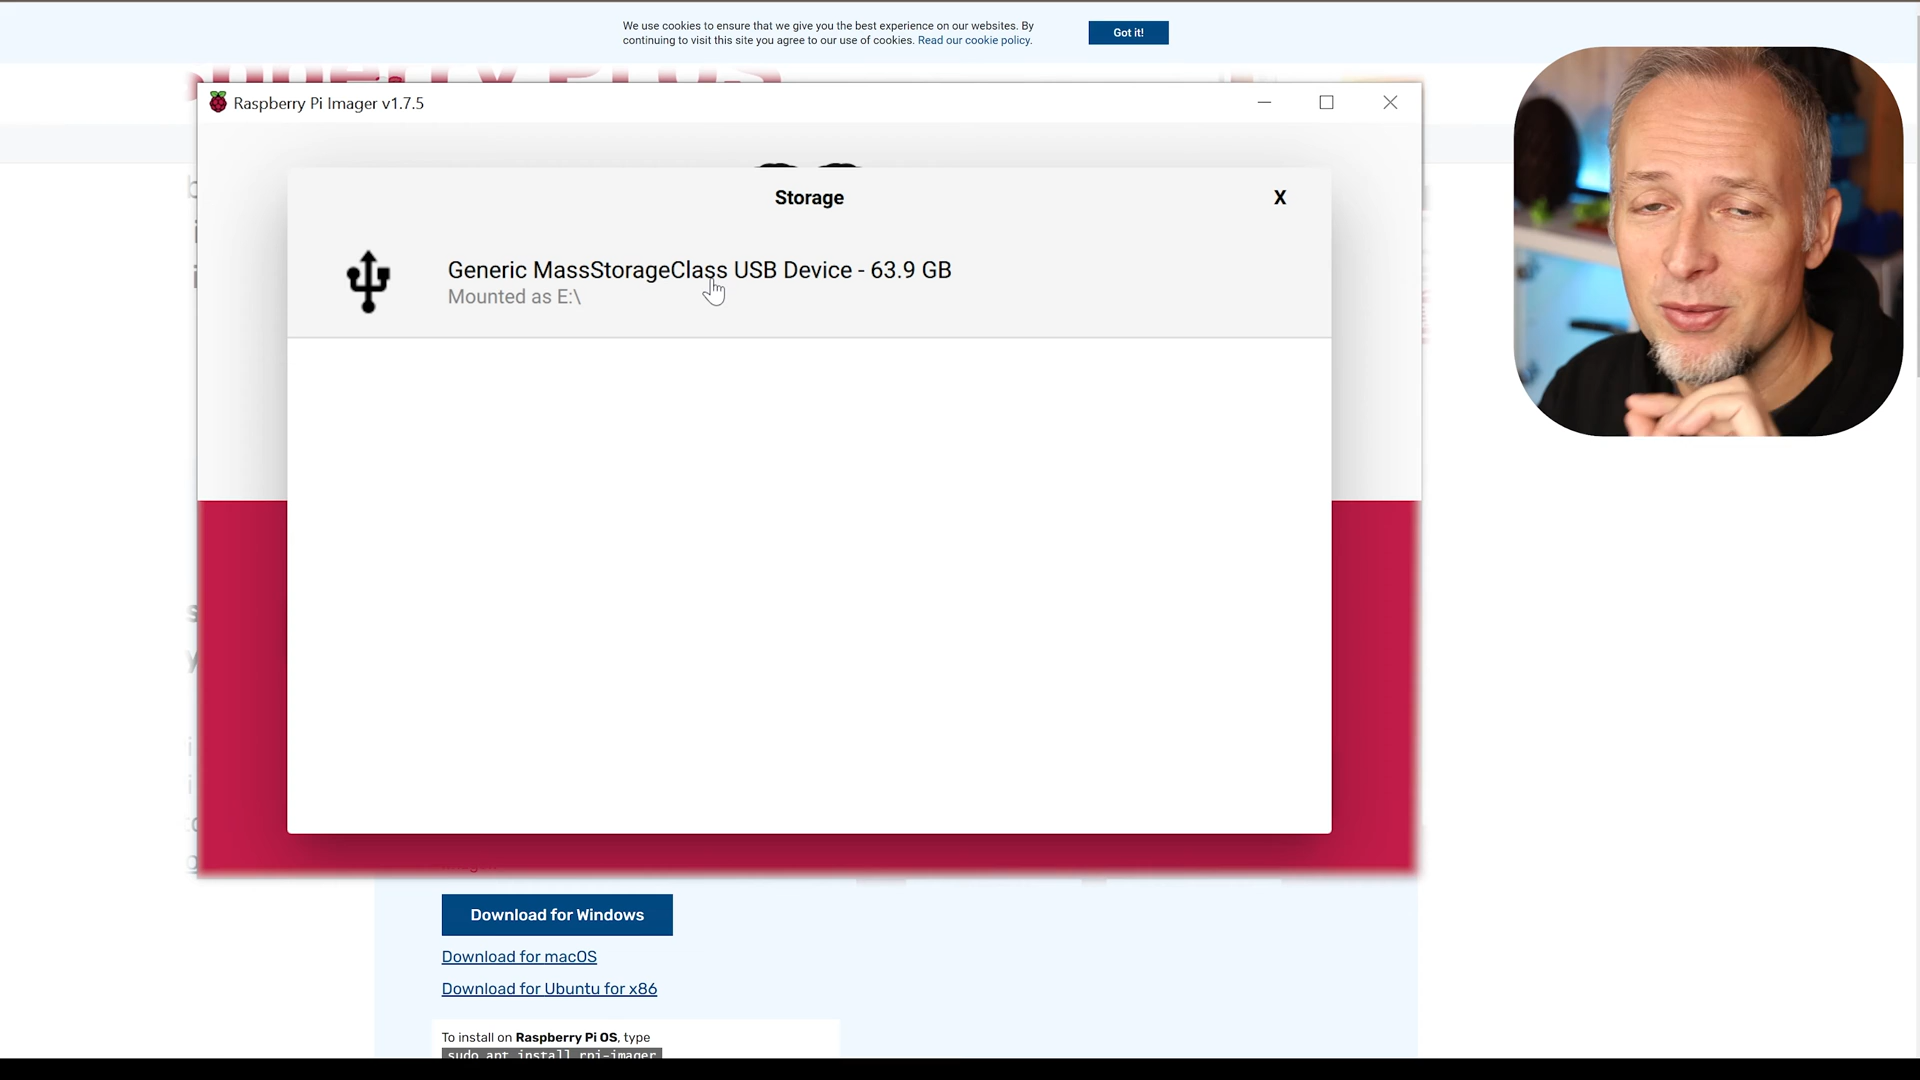 We use cookies to ensure that we give you the best experience on our websites. By
continuing to visit this site you agree to our use of cookies. Read our cookie policy.
Got it!
Raspberry Pi Imager v1.7.5
Storage
X
Generic MassStorageClass USB Device - 63.9 GB
Mounted as E:\
Download for Windows
Download for macOS
Download for Ubuntu for x86
To install on Raspberry Pi OS, type
sudo apt install rpi-imager